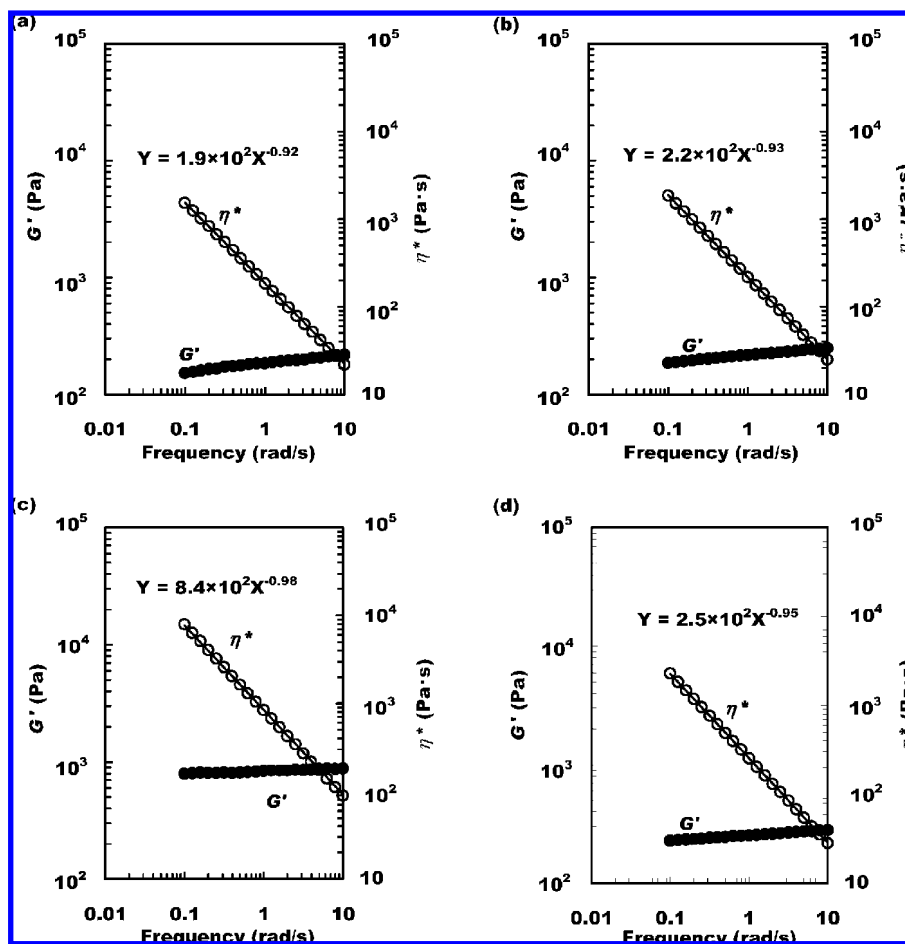 (a)
10^5
10^4
10^3
10^2
G' (Pa)
Y = 1.9×10^2X^-0.92
η*
G'
10^5
10^4
10^3
10^2
10
η* (Pa·s)
0.01 0.1 1 10
Frequency (rad/s)
(b)
10^5
10^4
10^3
10^2
G' (Pa)
Y = 2.2×10^2X^-0.93
η*
G'
10^5
10^4
10^3
10^2
10
0.01 0.1 1 10
Frequency (rad/s)
(c)
10^5
10^4
10^3
10^2
G' (Pa)
Y = 8.4×10^2X^-0.98
η*
G'
10^5
10^4
10^3
10^2
10
η* (Pa·s)
0.01 0.1 1 10
Frequency (rad/s)
(d)
10^5
10^4
10^3
10^2
G' (Pa)
Y = 2.5×10^2X^-0.95
η*
G'
10^5
10^4
10^3
10^2
10
0.01 0.1 1 10
Frequency (rad/s)